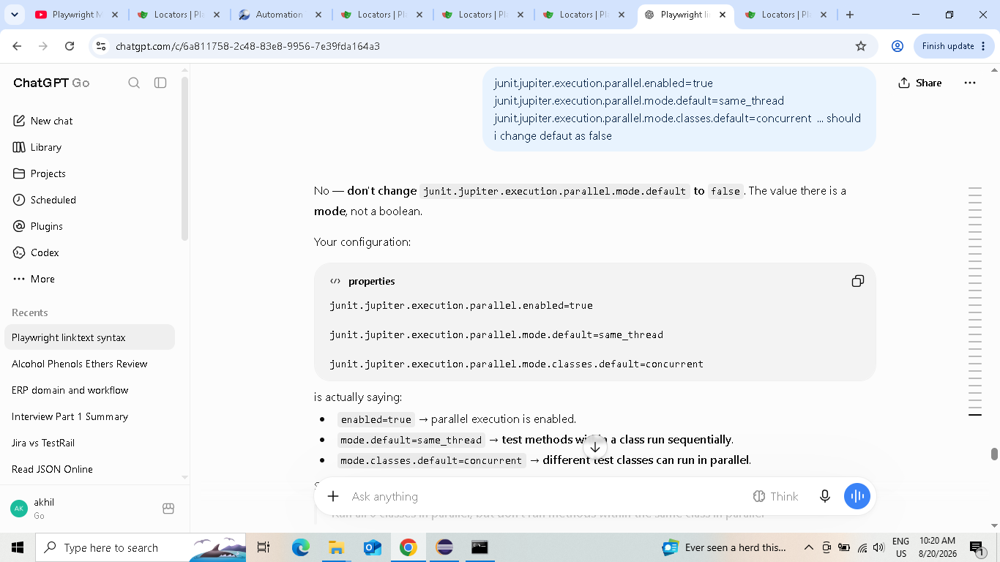 Playwright M
Locators | Pl
Automation
Locators | Pl
Locators | Pl
Locators | Pl
Playwright li
Locators | Pl
chatgpt.com/c/6a811758-2c48-83e8-9956-7e39fda164a3
Finish update
ChatGPT Go
New chat
Library
Projects
Scheduled
Plugins
Codex
More
Recents
Playwright linktext syntax
Alcohol Phenols Ethers Review
ERP domain and workflow
Interview Part 1 Summary
Jira vs TestRail
Read JSON Online
AK
akhil
Go
Share
junit.jupiter.execution.parallel.enabled=true
junit.jupiter.execution.parallel.mode.default=same_thread
junit.jupiter.execution.parallel.mode.classes.default=concurrent ... should
i change defaut as false
No — don't change junit.jupiter.execution.parallel.mode.default to false. The value there is a
mode, not a boolean.
Your configuration:
properties
junit.jupiter.execution.parallel.enabled=true
junit.jupiter.execution.parallel.mode.default=same_thread
junit.jupiter.execution.parallel.mode.classes.default=concurrent
is actually saying:
• enabled=true → parallel execution is enabled.
• mode.default=same_thread → test methods within a class run sequentially.
• mode.classes.default=concurrent → different test classes can run in parallel.
Ask anything
Think
Type here to search
Ever seen a herd this...
ENG
US
10:20 AM
8/20/2026
1